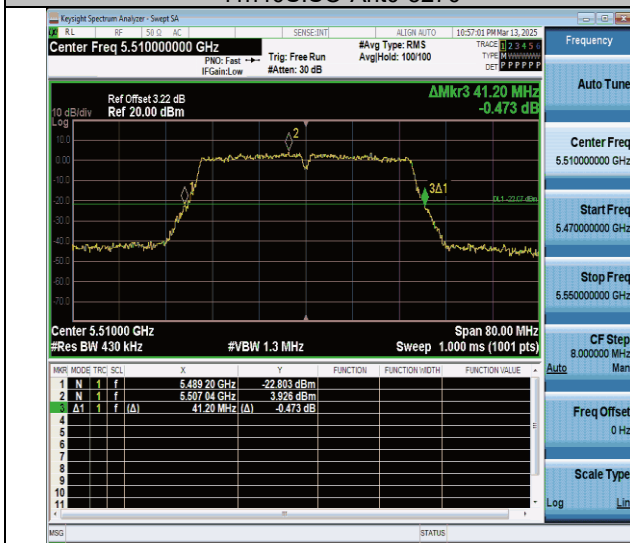 Keysight Spectrum Analyzer - Swept SA
RL RF 50 Ω AC SENSE:INT ALIGN AUTO 10:57:01 PM Mar 13, 2025
Center Freq 5.510000000 GHz
PNO: Fast
IFGain:Low
Trig: Free Run
#Atten: 30 dB
#Avg Type: RMS
Avg|Hold: 100/100
TRACE 1 2 3 4 5 6
TYPE M WWWWW
DET P P P P P P
Ref Offset 3.22 dB
Ref 20.00 dBm
10 dB/div
Log
ΔMkr3 41.20 MHz
-0.473 dB
10.0
0.00
-10.0
-20.0
-30.0
-40.0
-50.0
-60.0
-70.0
1
2
3Δ1
DL1 -22.07 dBm
Center 5.51000 GHz
Span 80.00 MHz
#Res BW 430 kHz
#VBW 1.3 MHz
Sweep 1.000 ms (1001 pts)
MKR MODE TRC SCL X Y FUNCTION FUNCTION WIDTH FUNCTION VALUE
1 N 1 f 5.489 20 GHz -22.803 dBm
2 N 1 f 5.507 04 GHz 3.926 dBm
3 Δ1 1 f (Δ) 41.20 MHz (Δ) -0.473 dB
4
5
6
7
8
9
10
11
MSG
STATUS
Frequency
Auto Tune
Center Freq
5.510000000 GHz
Start Freq
5.470000000 GHz
Stop Freq
5.550000000 GHz
CF Step
8.000000 MHz
Auto Man
Freq Offset
0 Hz
Scale Type
Log Lin